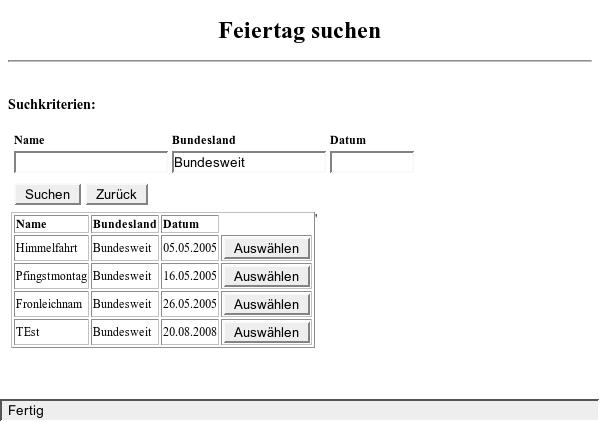 Feiertag suchen
Suchkriterien:
Name Bundesland Datum
Bundesweit
Suchen Zurück
Name Bundesland Datum
Himmelfahrt Bundesweit 05.05.2005 Auswählen
Pfingstmontag Bundesweit 16.05.2005 Auswählen
Fronleichnam Bundesweit 26.05.2005 Auswählen
TEst Bundesweit 20.08.2008 Auswählen
Fertig